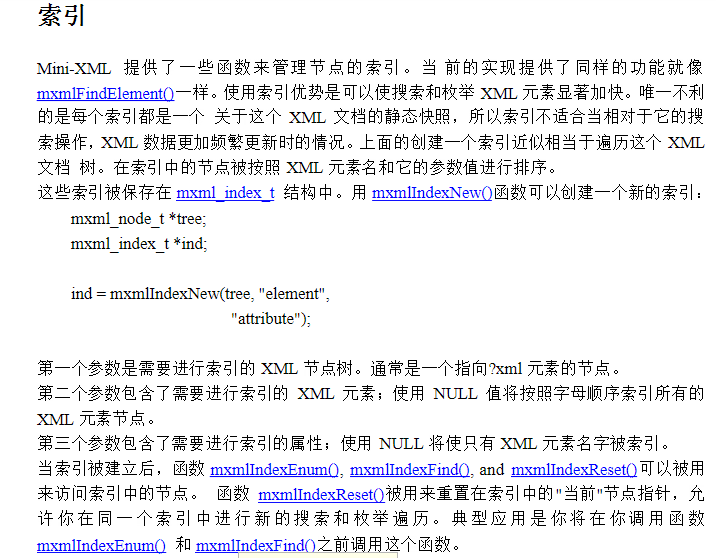 索引
Mini-XML 提供了一些函数来管理节点的索引。当 前的实现提供了同样的功能就像
mxmlFindElement()一样。使用索引优势是可以使搜索和枚举 XML 元素显著加快。唯一不利
的是每个索引都是一个 关于这个 XML 文档的静态快照，所以索引不适合当相对于它的搜
索操作，XML 数据更加频繁更新时的情况。上面的创建一个索引近似相当于遍历这个 XML
文档 树。在索引中的节点被按照 XML 元素名和它的参数值进行排序。
这些索引被保存在 mxml_index_t 结构中。用 mxmlIndexNew()函数可以创建一个新的索引：
mxml_node_t *tree;
mxml_index_t *ind;
ind = mxmlIndexNew(tree, "element",
"attribute");
第一个参数是需要进行索引的 XML 节点树。通常是一个指向?xml 元素的节点。
第二个参数包含了需要进行索引的 XML 元素；使用 NULL 值将按照字母顺序索引所有的
XML 元素节点。
第三个参数包含了需要进行索引的属性；使用 NULL 将使只有 XML 元素名字被索引。
当索引被建立后，函数 mxmlIndexEnum(), mxmlIndexFind(), and mxmlIndexReset()可以被用
来访问索引中的节点。 函数 mxmlIndexReset()被用来重置在索引中的"当前"节点指针，允
许你在同一个索引中进行新的搜索和枚举遍历。典型应用是你将在你调用函数
mxmlIndexEnum() 和 mxmlIndexFind()之前调用这个函数。